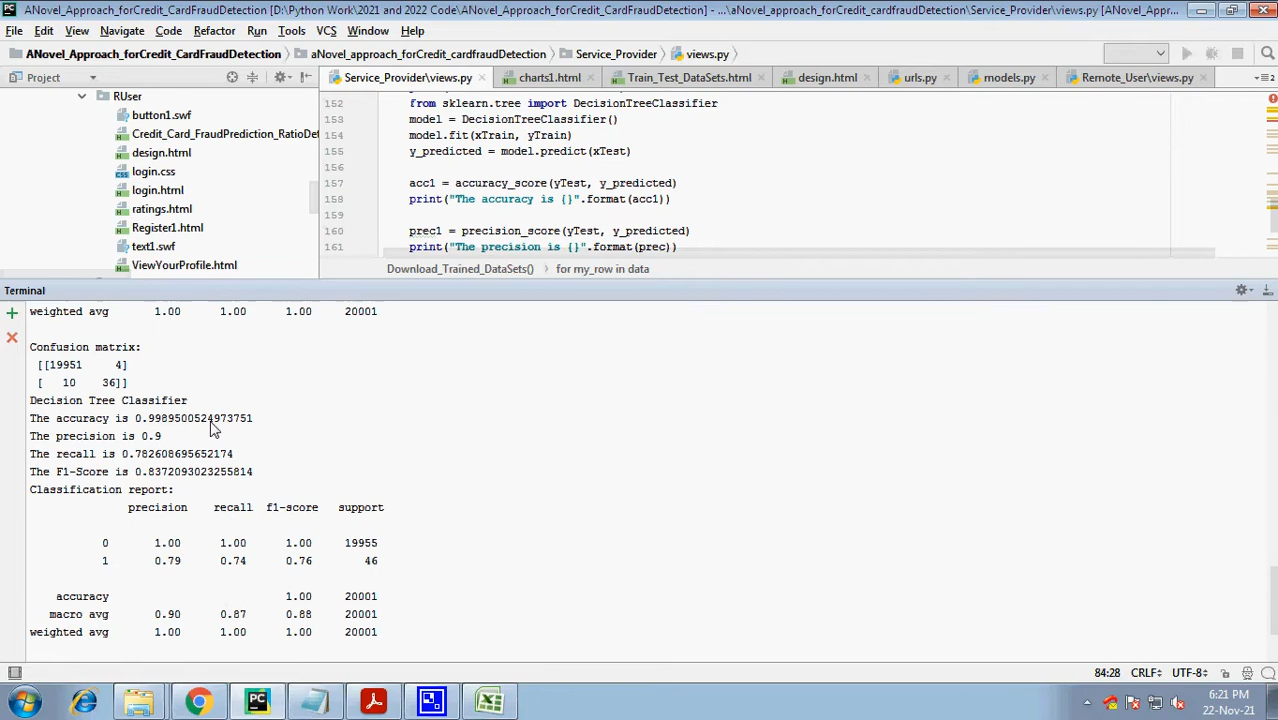 ANovel_Approach_forCredit_CardFraudDetection [D:\Python Work\2021 and 2022 Code\ANovel_Approach_forCredit_CardFraudDetection] - ...\aNovel_approach_forCredit_cardfraudDetection\Service_Provider\views.py [ANovel_Appr...
File Edit View Navigate Code Refactor Run Tools VCS Window Help
ANovel_Approach_forCredit_CardFraudDetection aNovel_approach_forCredit_cardfraudDetection Service_Provider views.py
Project Service_Provider\views.py charts1.html Train_Test_DataSets.html design.html urls.py models.py Remote_User\views.py
RUser
button1.swf
Credit_Card_FraudPrediction_RatioDet
design.html
login.css
login.html
ratings.html
Register1.html
text1.swf
ViewYourProfile.html
152 from sklearn.tree import DecisionTreeClassifier
153 model = DecisionTreeClassifier()
154 model.fit(xTrain, yTrain)
155 y_predicted = model.predict(xTest)
156
157 acc1 = accuracy_score(yTest, y_predicted)
158 print("The accuracy is {}".format(acc1))
159
160 prec1 = precision_score(yTest, y_predicted)
161 print("The precision is {}".format(prec))
Download_Trained_DataSets() for my_row in data
Terminal
weighted avg 1.00 1.00 1.00 20001
Confusion matrix:
[[19951 4]
[ 10 36]]
Decision Tree Classifier
The accuracy is 0.9989500524973751
The precision is 0.9
The recall is 0.782608695652174
The F1-Score is 0.8372093023255814
Classification report:
precision recall f1-score support
0 1.00 1.00 1.00 19955
1 0.79 0.74 0.76 46
accuracy 1.00 20001
macro avg 0.90 0.87 0.88 20001
weighted avg 1.00 1.00 1.00 20001
84:28 CRLF UTF-8
6:21 PM
22-Nov-21